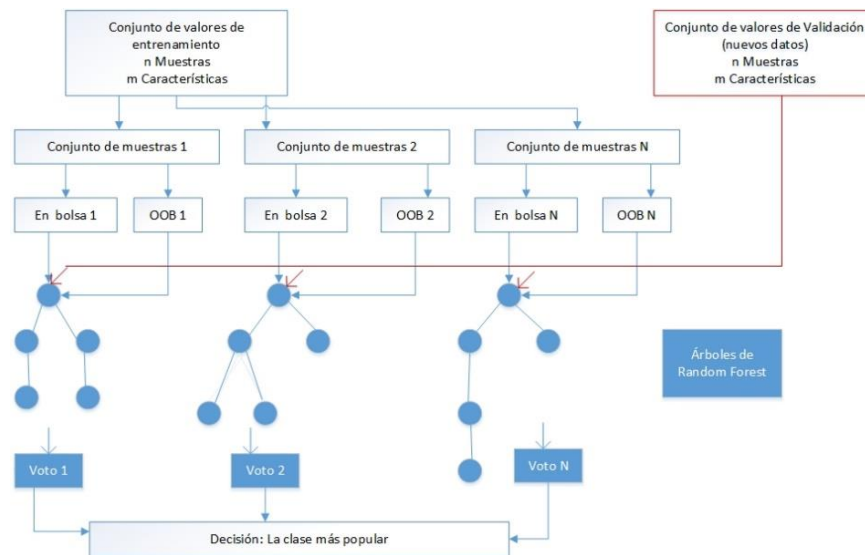 Conjunto de valores de
entrenamiento
n Muestras
m Características
Conjunto de valores de Validación
(nuevos datos)
n Muestras
m Características
Conjunto de muestras 1
Conjunto de muestras 2
Conjunto de muestras N
En bolsa 1
OOB 1
En bolsa 2
OOB 2
En bolsa N
OOB N
Árboles de
Random Forest
Voto 1
Voto 2
Voto N
Decisión: La clase más popular